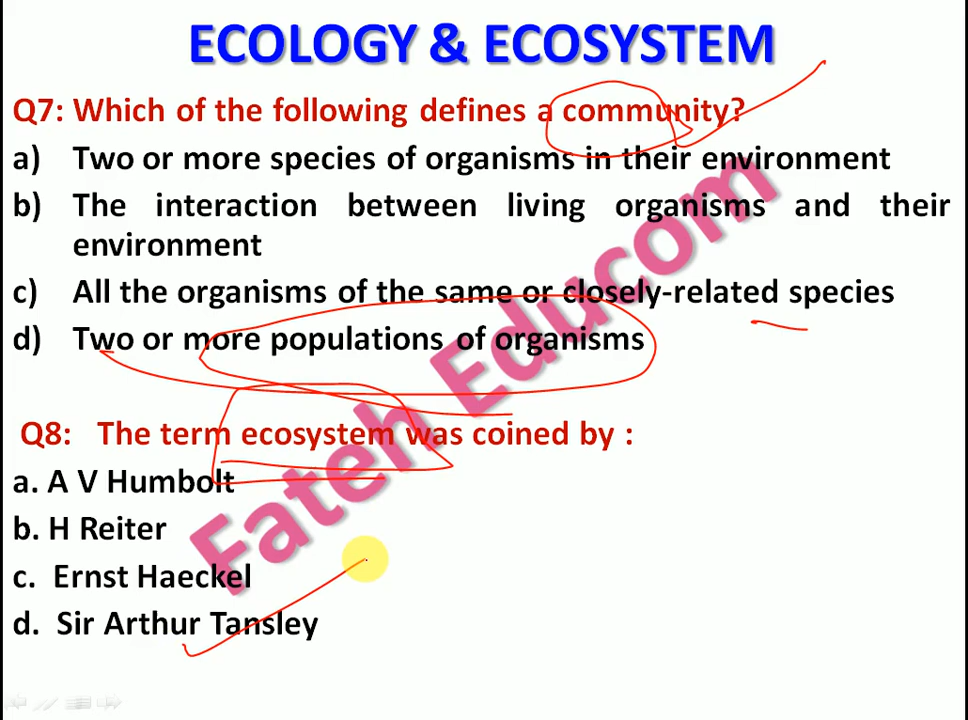 ECOLOGY & ECOSYSTEM
Q7: Which of the following defines a community?
a) Two or more species of organisms in their environment
b) The interaction between living organisms and their
environment
c) All the organisms of the same or closely-related species
d) Two or more populations of organisms
Q8: The term ecosystem was coined by :
a. A V Humbolt
b. H Reiter
c. Ernst Haeckel
d. Sir Arthur Tansley
Fateh Educom